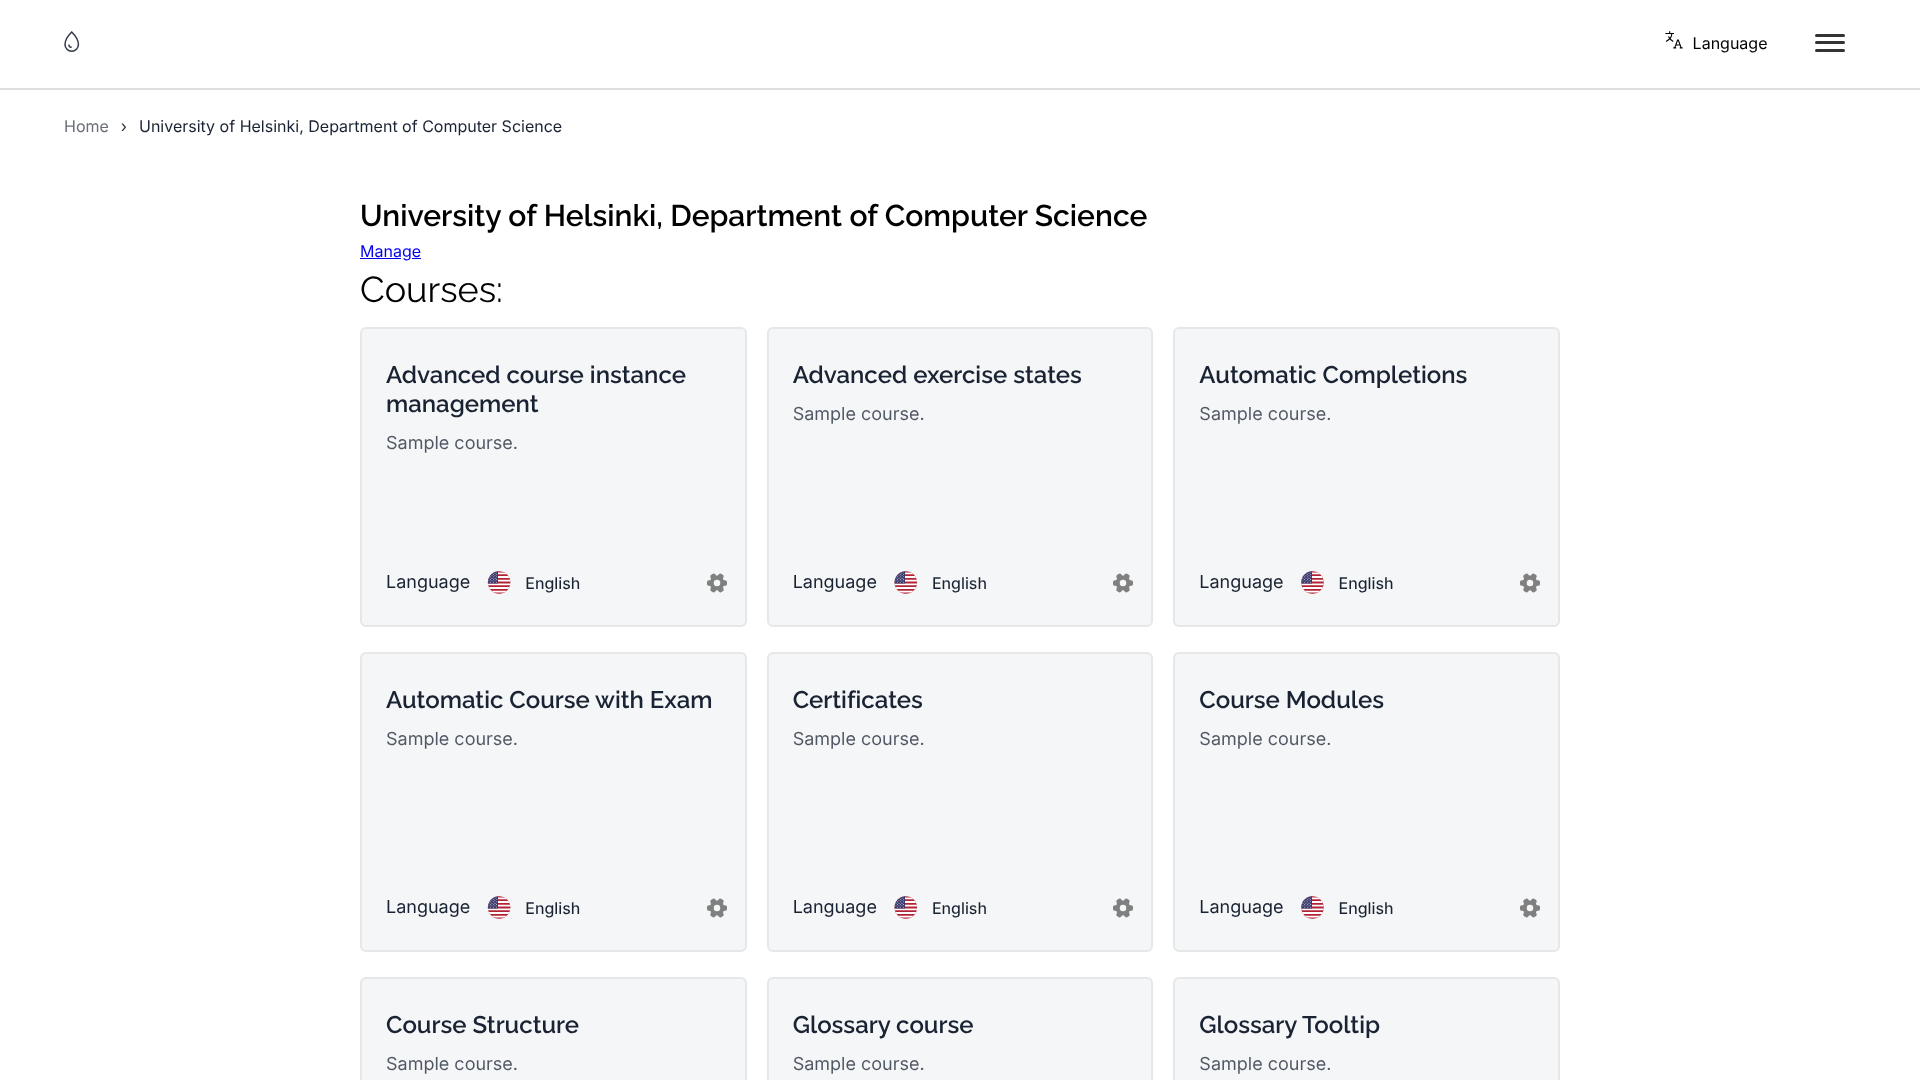 Language
Home › University of Helsinki, Department of Computer Science
University of Helsinki, Department of Computer Science
Manage
Courses:
Advanced course instance
management
Sample course.
Language English
Advanced exercise states
Sample course.
Language English
Automatic Completions
Sample course.
Language English
Automatic Course with Exam
Sample course.
Language English
Certificates
Sample course.
Language English
Course Modules
Sample course.
Language English
Course Structure
Sample course.
Glossary course
Sample course.
Glossary Tooltip
Sample course.